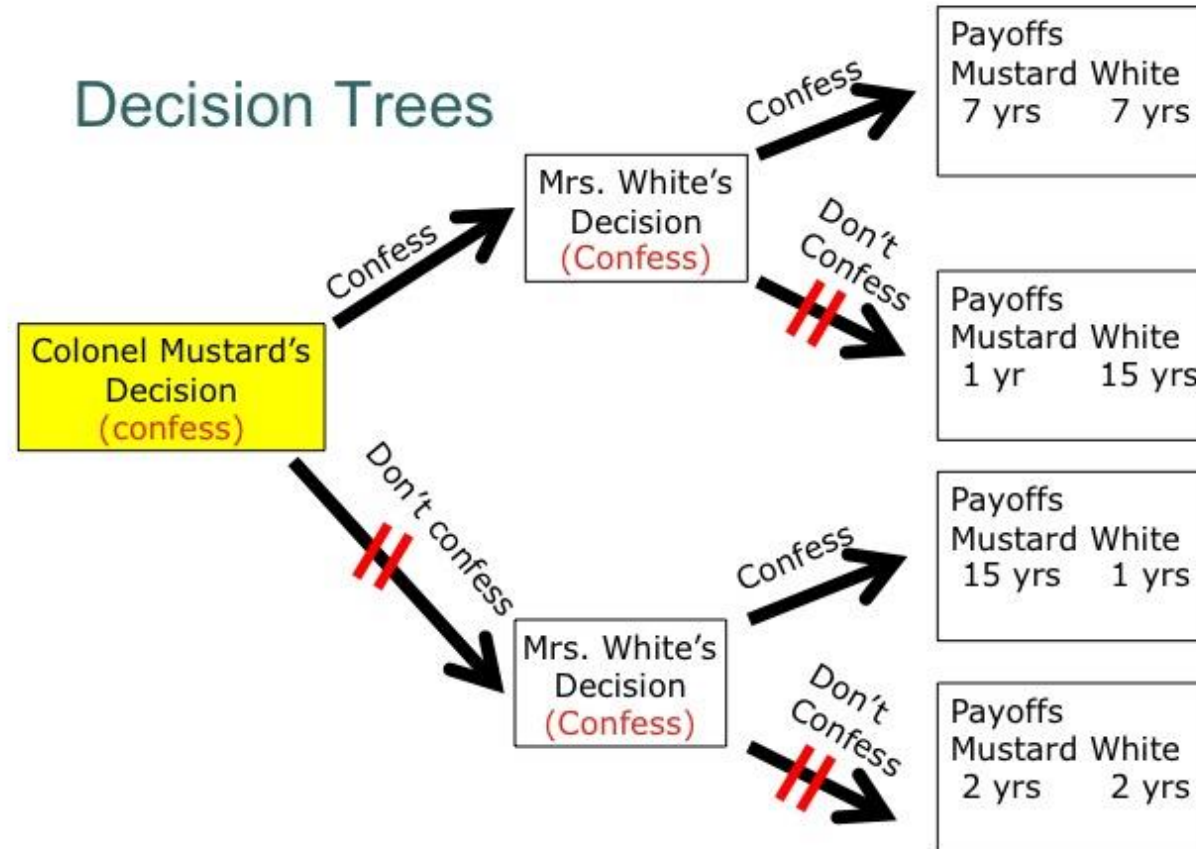 Decision Trees
Colonel Mustard's
Decision
(confess)
Confess
Don't confess
Mrs. White's
Decision
(Confess)
Confess
Don't
Confess
Payoffs
Mustard White
7 yrs 7 yrs
Payoffs
Mustard White
1 yr 15 yrs
Mrs. White's
Decision
(Confess)
Confess
Don't
Confess
Payoffs
Mustard White
15 yrs 1 yrs
Payoffs
Mustard White
2 yrs 2 yrs